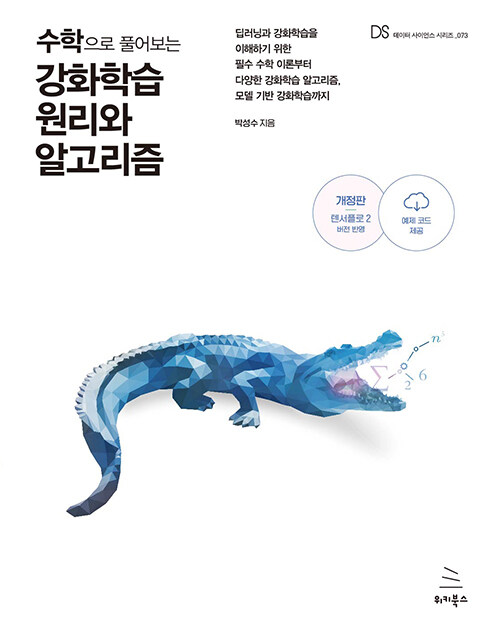 수학으로 풀어보는
강화학습
원리와
알고리즘
딥러닝과 강화학습을
이해하기 위한
필수 수학 이론부터
다양한 강화학습 알고리즘,
모델 기반 강화학습까지
박성수 지음
DS 데이터 사이언스 시리즈_073
개정판
텐서플로 2
버전 반영
예제 코드
제공
n
Σ
2 6
위키북스